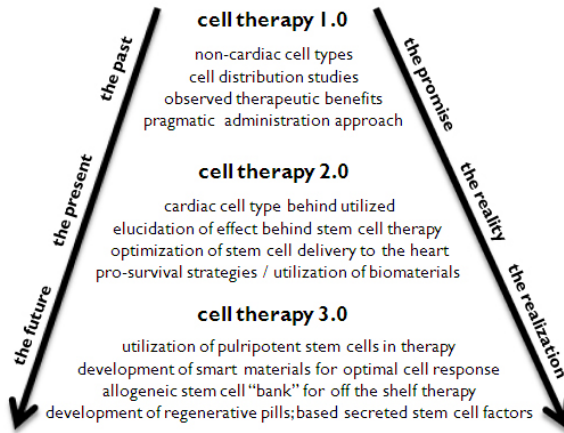 cell therapy 1.0
non-cardiac cell types
cell distribution studies
observed therapeutic benefits
pragmatic administration approach
the past
the promise
cell therapy 2.0
cardiac cell type behind utilized
elucidation of effect behind stem cell therapy
optimization of stem cell delivery to the heart
pro-survival strategies / utilization of biomaterials
the present
the reality
cell therapy 3.0
utilization of pulripotent stem cells in therapy
development of smart materials for optimal cell response
allogeneic stem cell "bank" for off the shelf therapy
development of regenerative pills; based secreted stem cell factors
the future
the realization